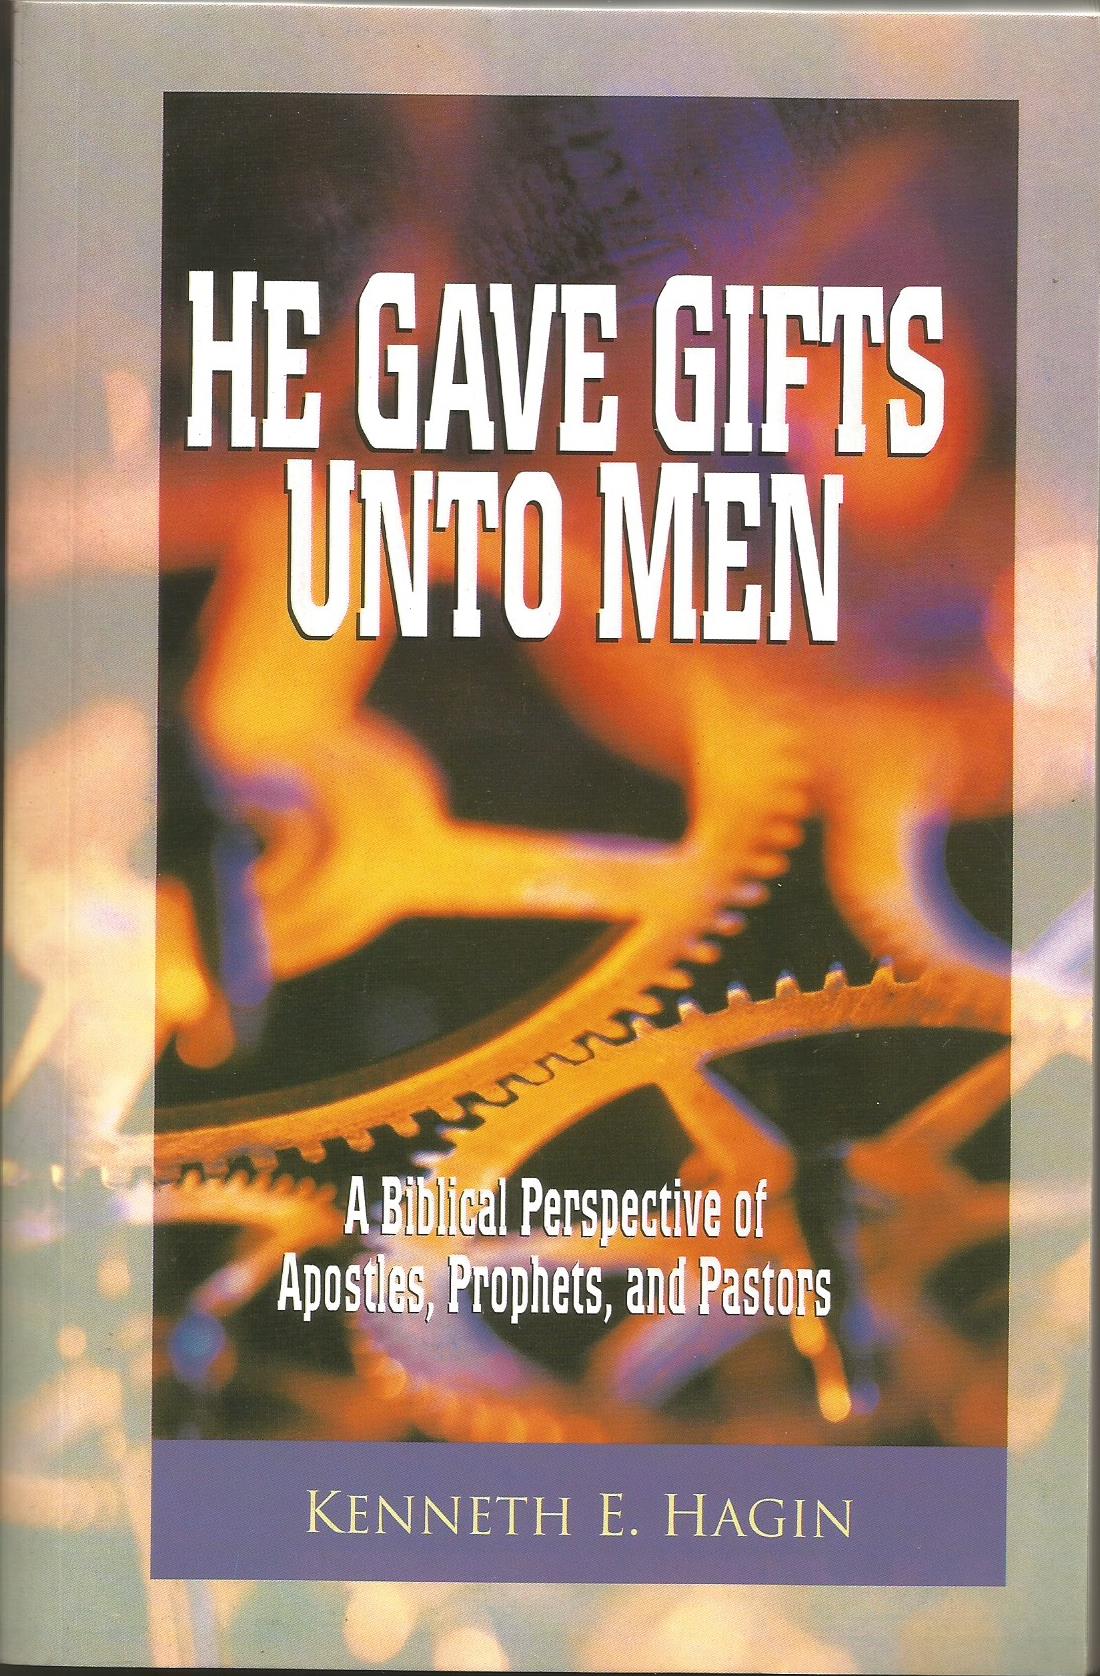 HE GAVE GIFTS
UNTO MEN
A Biblical Perspective of
Apostles, Prophets, and Pastors
KENNETH E. HAGIN